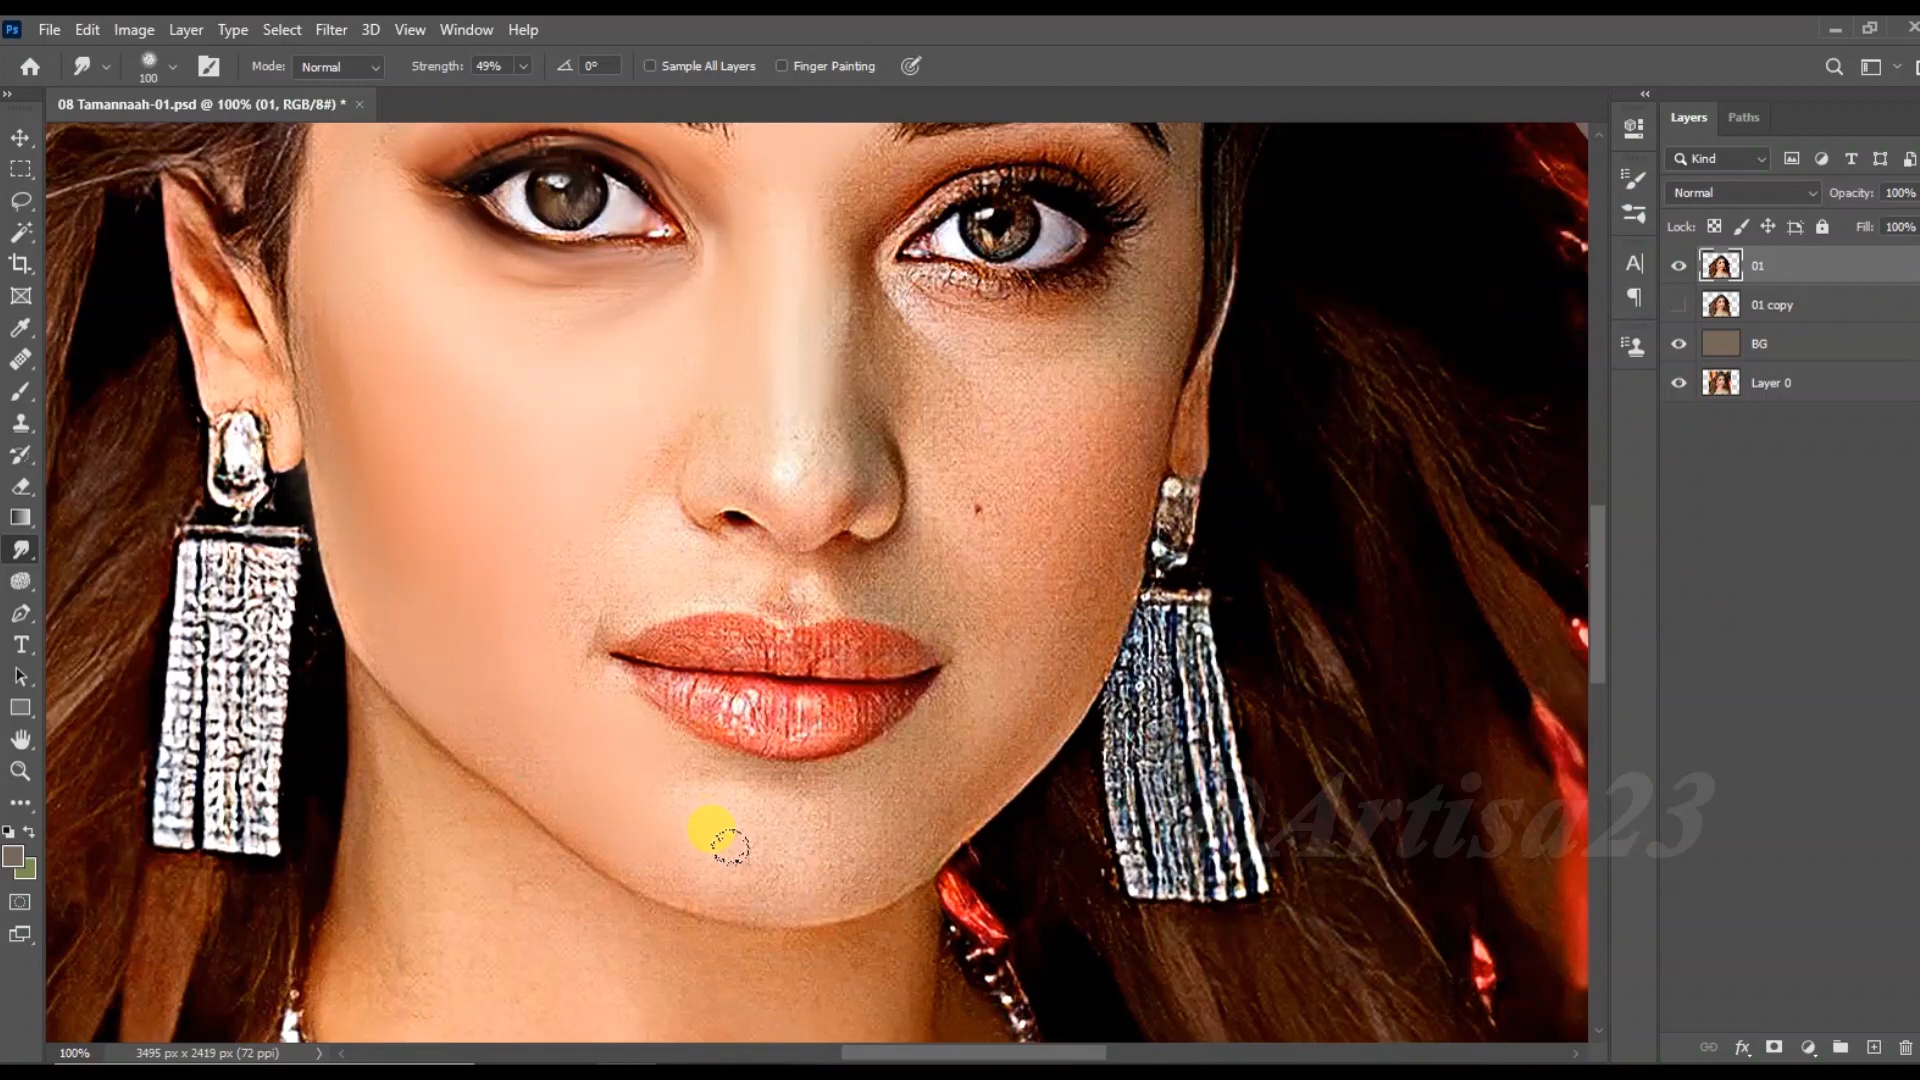 Ps File Edit Image Layer Type Select Filter 3D View Window Help
100 Mode: Normal Strength: 49% 0° Sample All Layers Finger Painting
08 Tamannaah-01.psd @ 100% (01, RGB/8#) *
Layers Paths
Kind
Normal Opacity: 100%
Lock: Fill: 100%
01
01 copy
BG
Layer 0
©Artisa23
100% 3495 px x 2419 px (72 ppi)